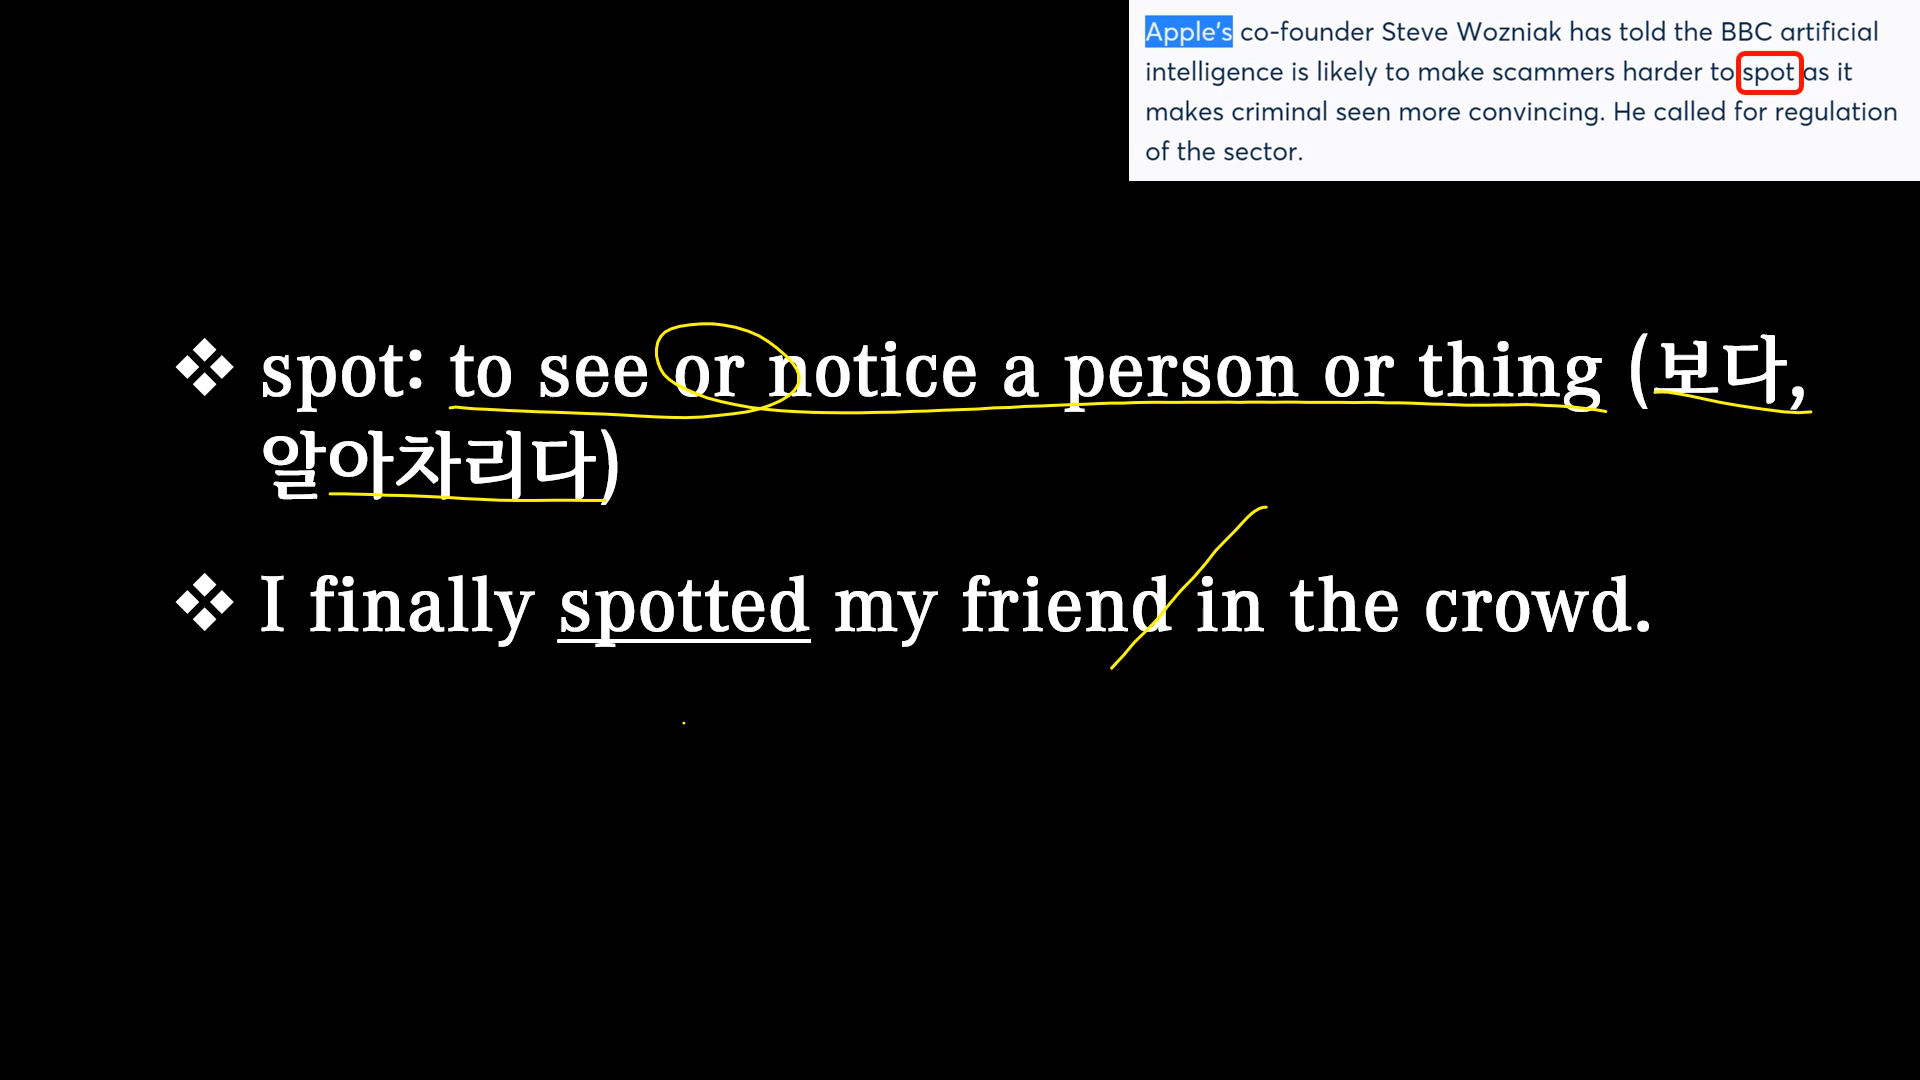 Apple's co-founder Steve Wozniak has told the BBC artificial
intelligence is likely to make scammers harder to spot as it
makes criminal seen more convincing. He called for regulation
of the sector.
❖ spot: to see or notice a person or thing (보다,
알아차리다)
❖ I finally spotted my friend in the crowd.